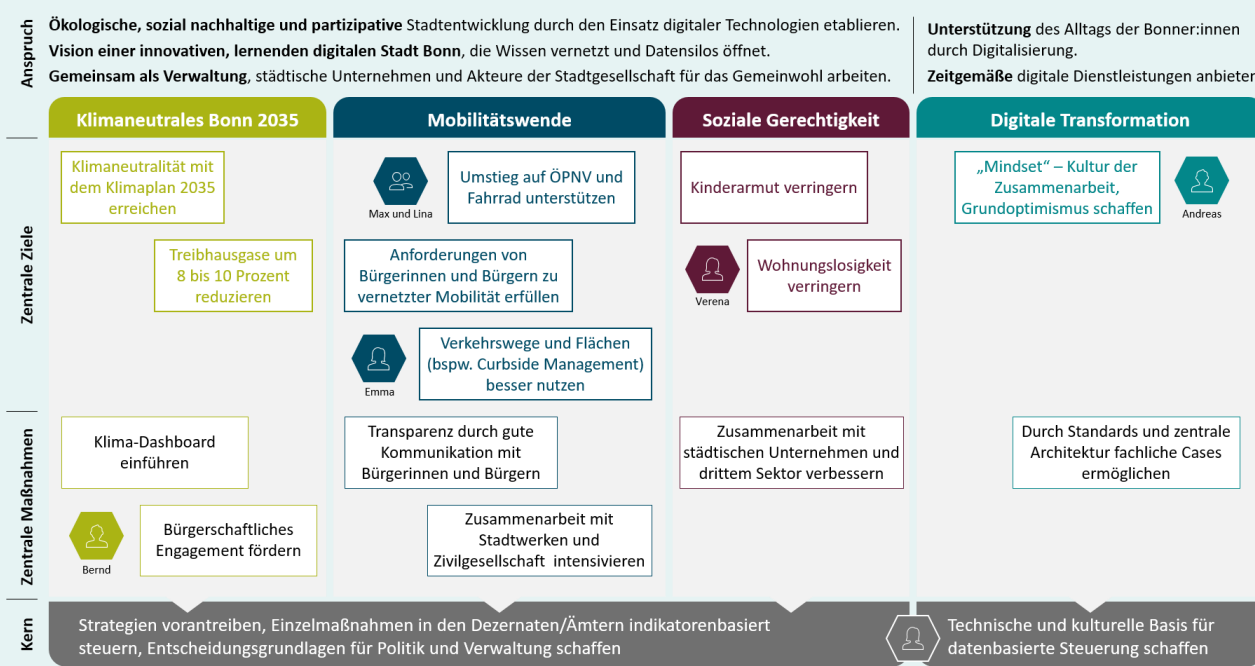 Anspruch
Ökologische, sozial nachhaltige und partizipative Stadtentwicklung durch den Einsatz digitaler Technologien etablieren.
Vision einer innovativen, lernenden digitalen Stadt Bonn, die Wissen vernetzt und Datensilos öffnet.
Gemeinsam als Verwaltung, städtische Unternehmen und Akteure der Stadtgesellschaft für das Gemeinwohl arbeiten.
Unterstützung des Alltags der Bonner:innen
durch Digitalisierung.
Zeitgemäße digitale Dienstleistungen anbieten
Klimaneutrales Bonn 2035
Mobilitätswende
Soziale Gerechtigkeit
Digitale Transformation
Zentrale Ziele
Klimaneutralität mit
dem Klimaplan 2035
erreichen
Treibhausgase um
8 bis 10 Prozent
reduzieren
Max und Lina
Umstieg auf ÖPNV und
Fahrrad unterstützen
Anforderungen von
Bürgerinnen und Bürgern zu
vernetzter Mobilität erfüllen
Emma
Verkehrswege und Flächen
(bspw. Curbside Management)
besser nutzen
Kinderarmut verringern
Verena
Wohnungslosigkeit
verringern
„Mindset“ – Kultur der
Zusammenarbeit,
Grundoptimismus schaffen
Andreas
Zentrale Maßnahmen
Klima-Dashboard
einführen
Bernd
Bürgerschaftliches
Engagement fördern
Transparenz durch gute
Kommunikation mit
Bürgerinnen und Bürgern
Zusammenarbeit mit
Stadtwerken und
Zivilgesellschaft intensivieren
Zusammenarbeit mit
städtischen Unternehmen und
drittem Sektor verbessern
Durch Standards und zentrale
Architektur fachliche Cases
ermöglichen
Kern
Strategien vorantreiben, Einzelmaßnahmen in den Dezernaten/Ämtern indikatorenbasiert
steuern, Entscheidungsgrundlagen für Politik und Verwaltung schaffen
Technische und kulturelle Basis für
datenbasierte Steuerung schaffen